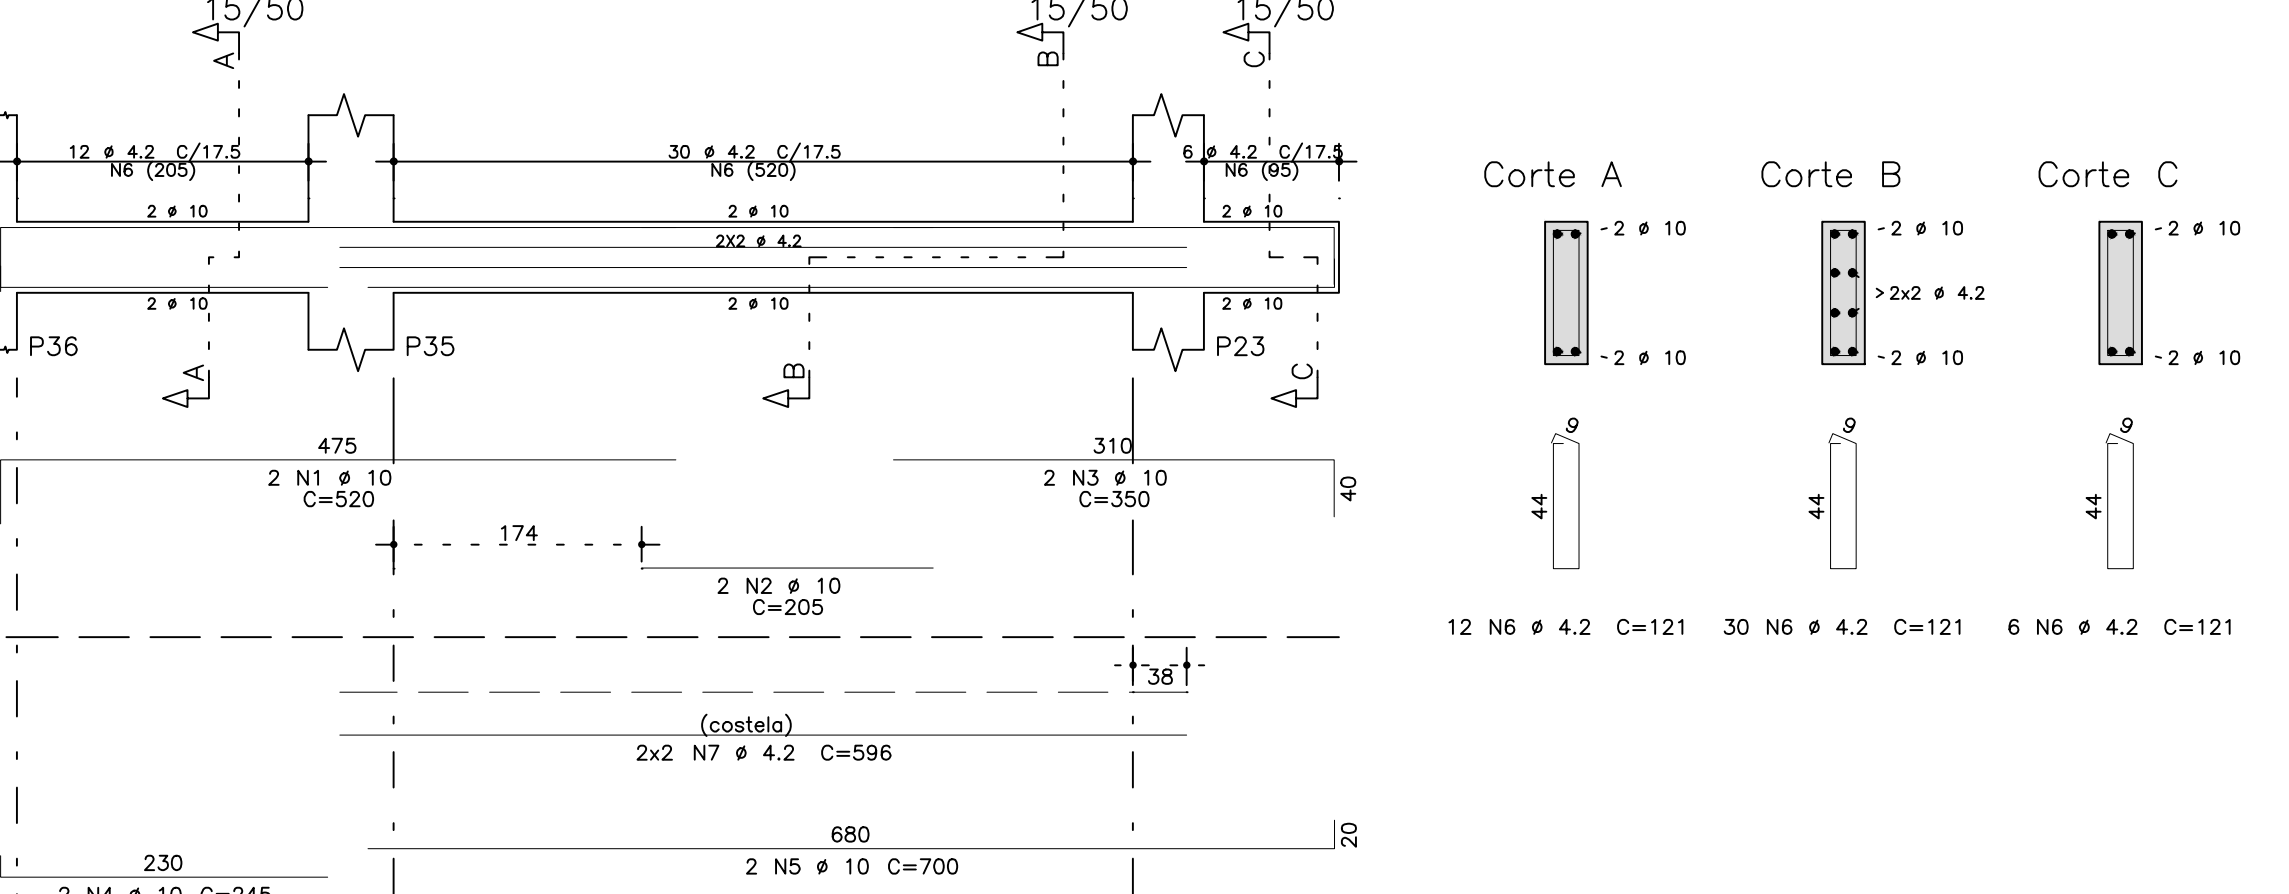 15/50
15/50
15/50
A
B
C
12 ø 4.2 C/17.5
N6 (205)
30 ø 4.2 C/17.5
N6 (520)
6 ø 4.2 C/17.5
N6 (95)
2 ø 10
2 ø 10
2 ø 10
2X2 ø 4.2
2 ø 10
2 ø 10
2 ø 10
P36
P35
P23
A
B
C
475
2 N1 ø 10
C=520
310
2 N3 ø 10
C=350
40
174
2 N2 ø 10
C=205
38
(costela)
2x2 N7 ø 4.2 C=596
680
2 N5 ø 10 C=700
20
230
2 N4 ø 10 C=245
Corte A
2 ø 10
2 ø 10
9
44
12 N6 ø 4.2 C=121
Corte B
2 ø 10
2x2 ø 4.2
2 ø 10
9
44
30 N6 ø 4.2 C=121
Corte C
2 ø 10
2 ø 10
9
44
6 N6 ø 4.2 C=121